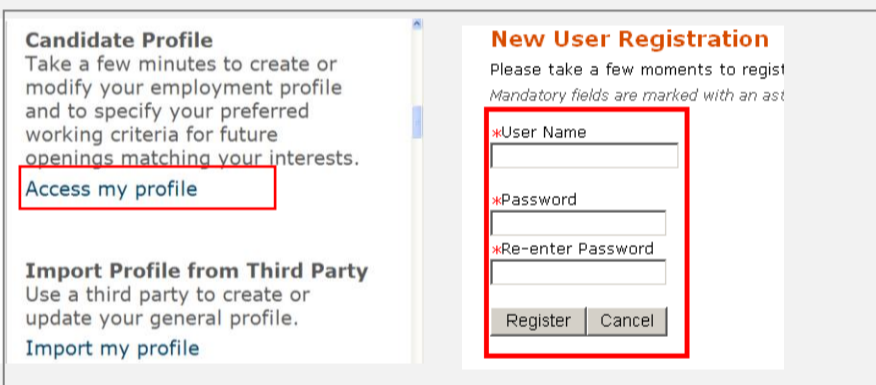 Candidate Profile
Take a few minutes to create or
modify your employment profile
and to specify your preferred
working criteria for future
openings matching your interests.
Access my profile
Import Profile from Third Party
Use a third party to create or
update your general profile.
Import my profile
New User Registration
Please take a few moments to regist
Mandatory fields are marked with an ast
*User Name
*Password
*Re-enter Password
Register Cancel